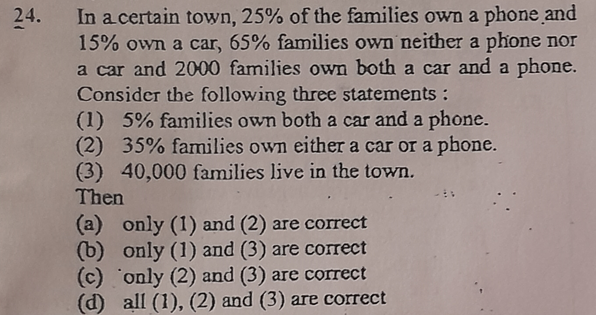 24. In a certain town, 25% of the families own a phone and
15% own a car, 65% families own neither a phone nor
a car and 2000 families own both a car and a phone.
Consider the following three statements :
(1) 5% families own both a car and a phone.
(2) 35% families own either a car or a phone.
(3) 40,000 families live in the town.
Then
(a) only (1) and (2) are correct
(b) only (1) and (3) are correct
(c) only (2) and (3) are correct
(d) all (1), (2) and (3) are correct